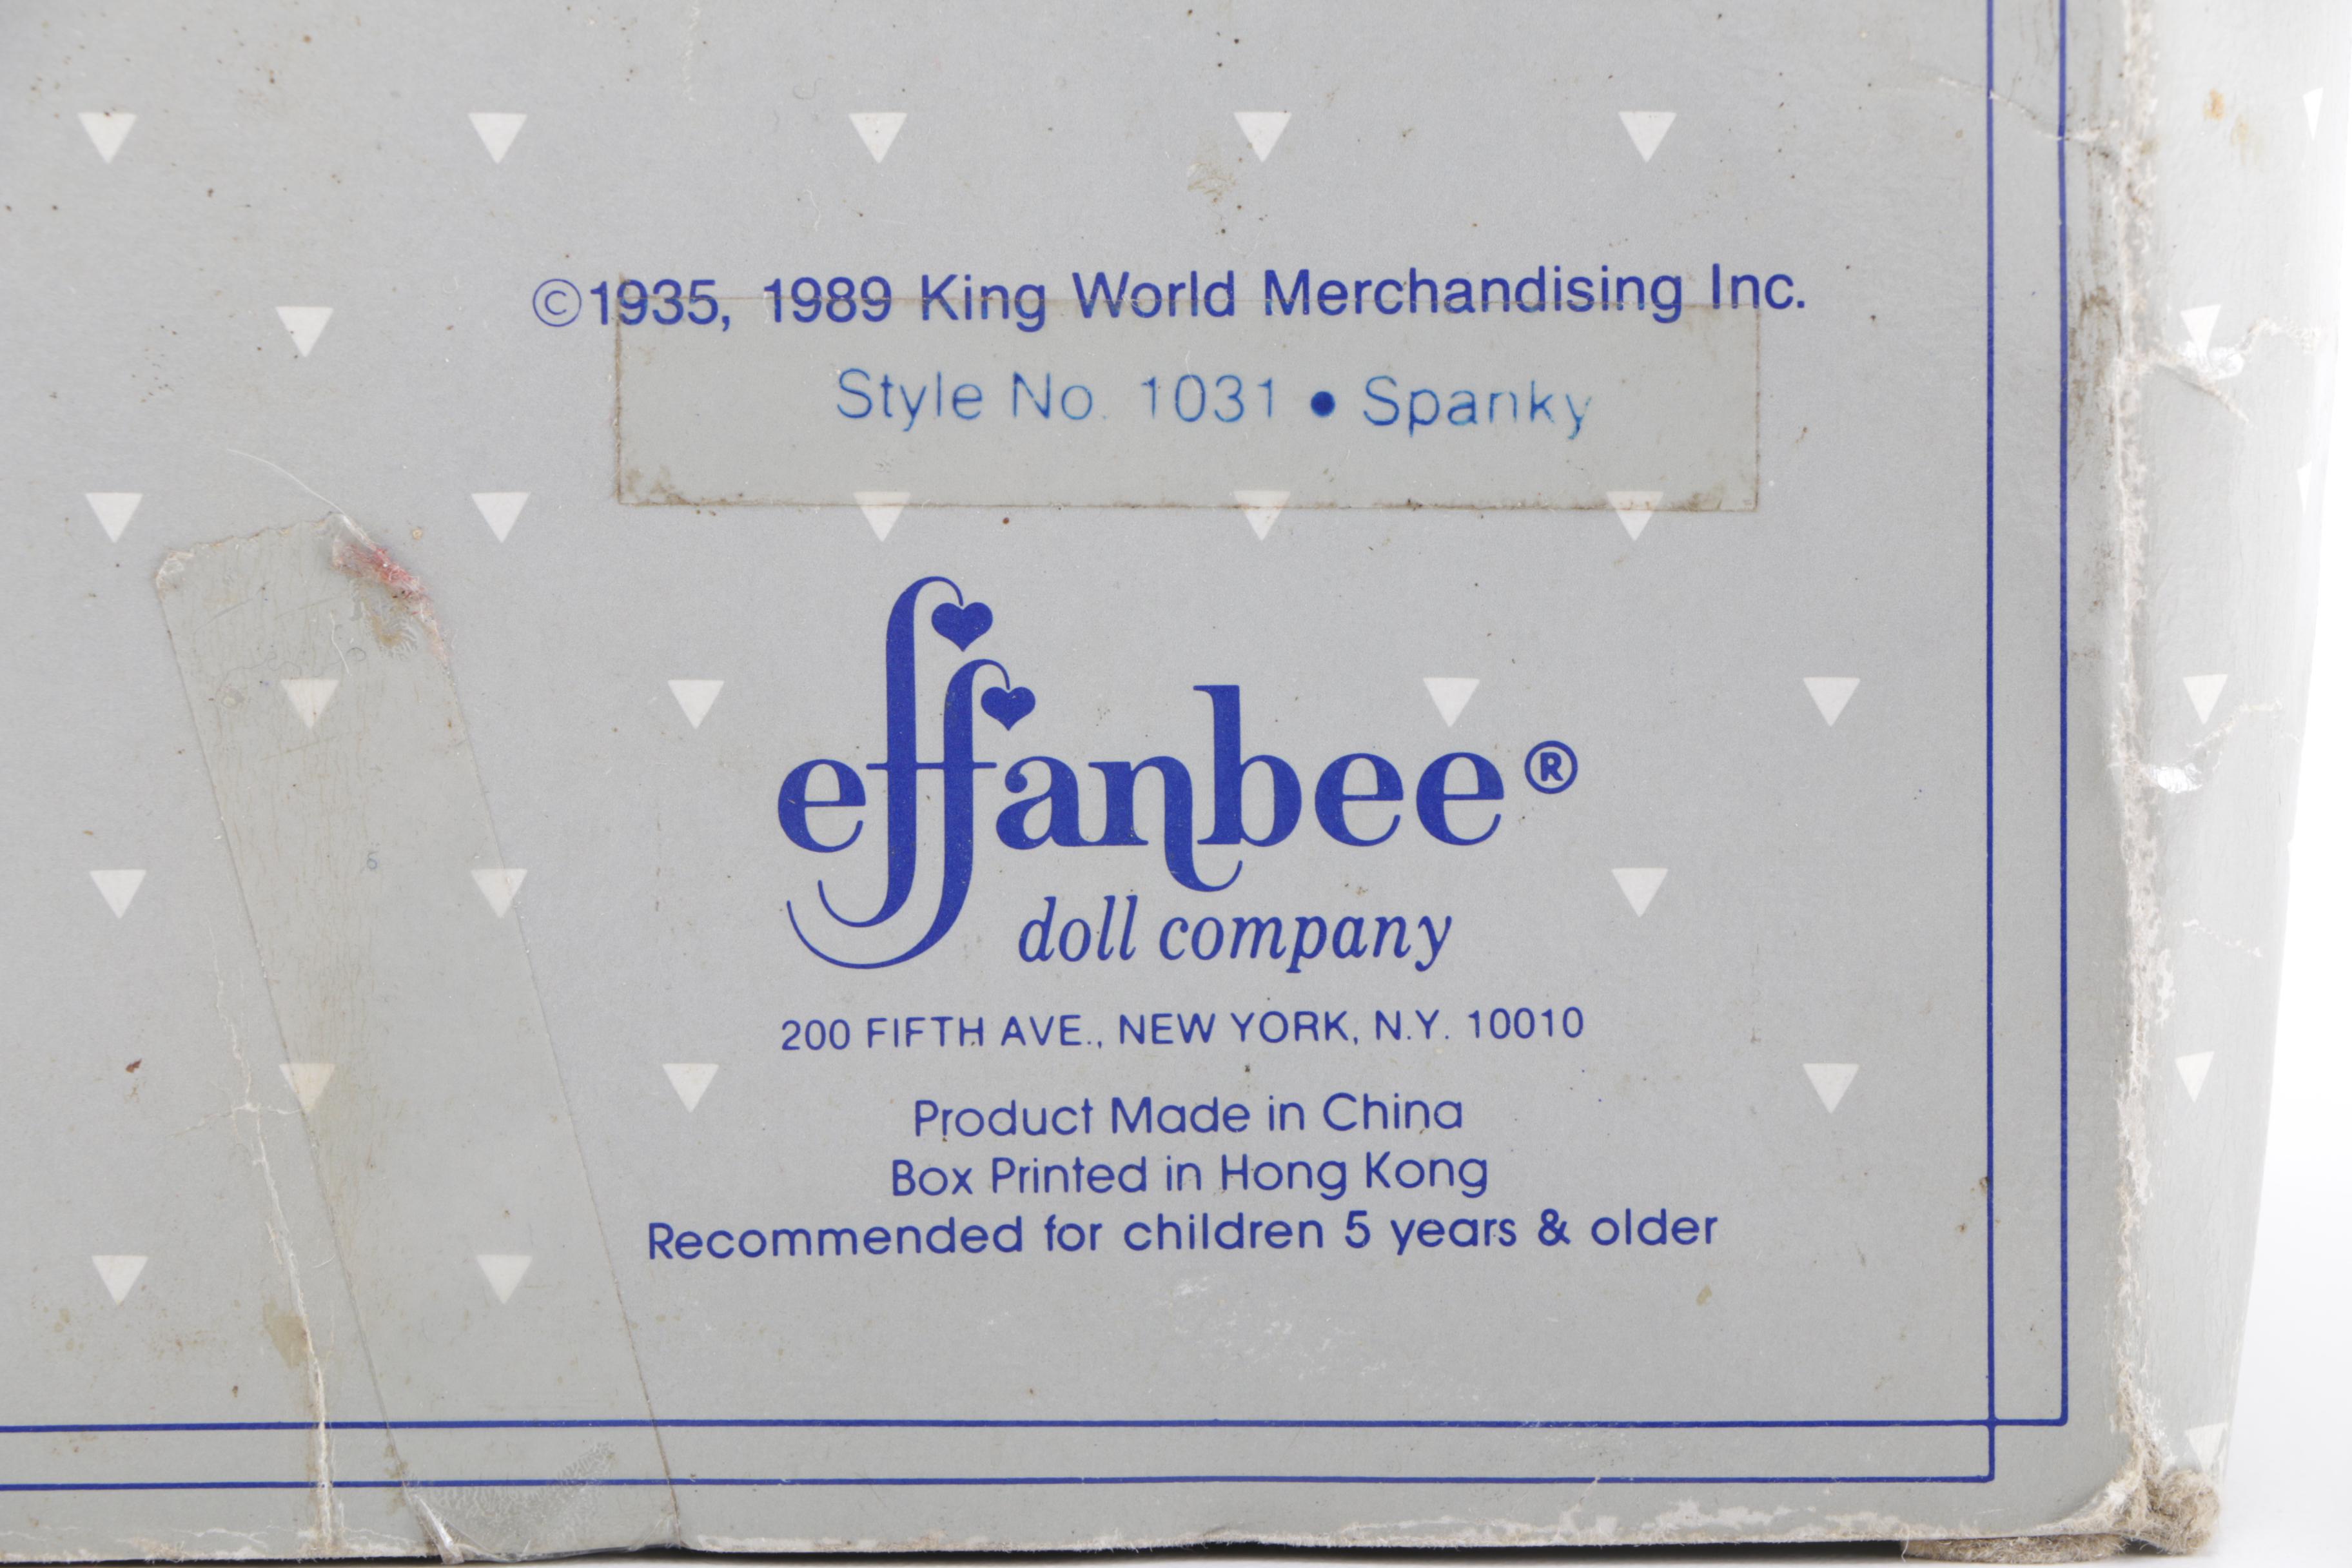 ©1935, 1989 King World Merchandising Inc.
Style No. 1031 • Spanky
effanbee®
doll company
200 FIFTH AVE., NEW YORK, N.Y. 10010
Product Made in China
Box Printed in Hong Kong
Recommended for children 5 years & older